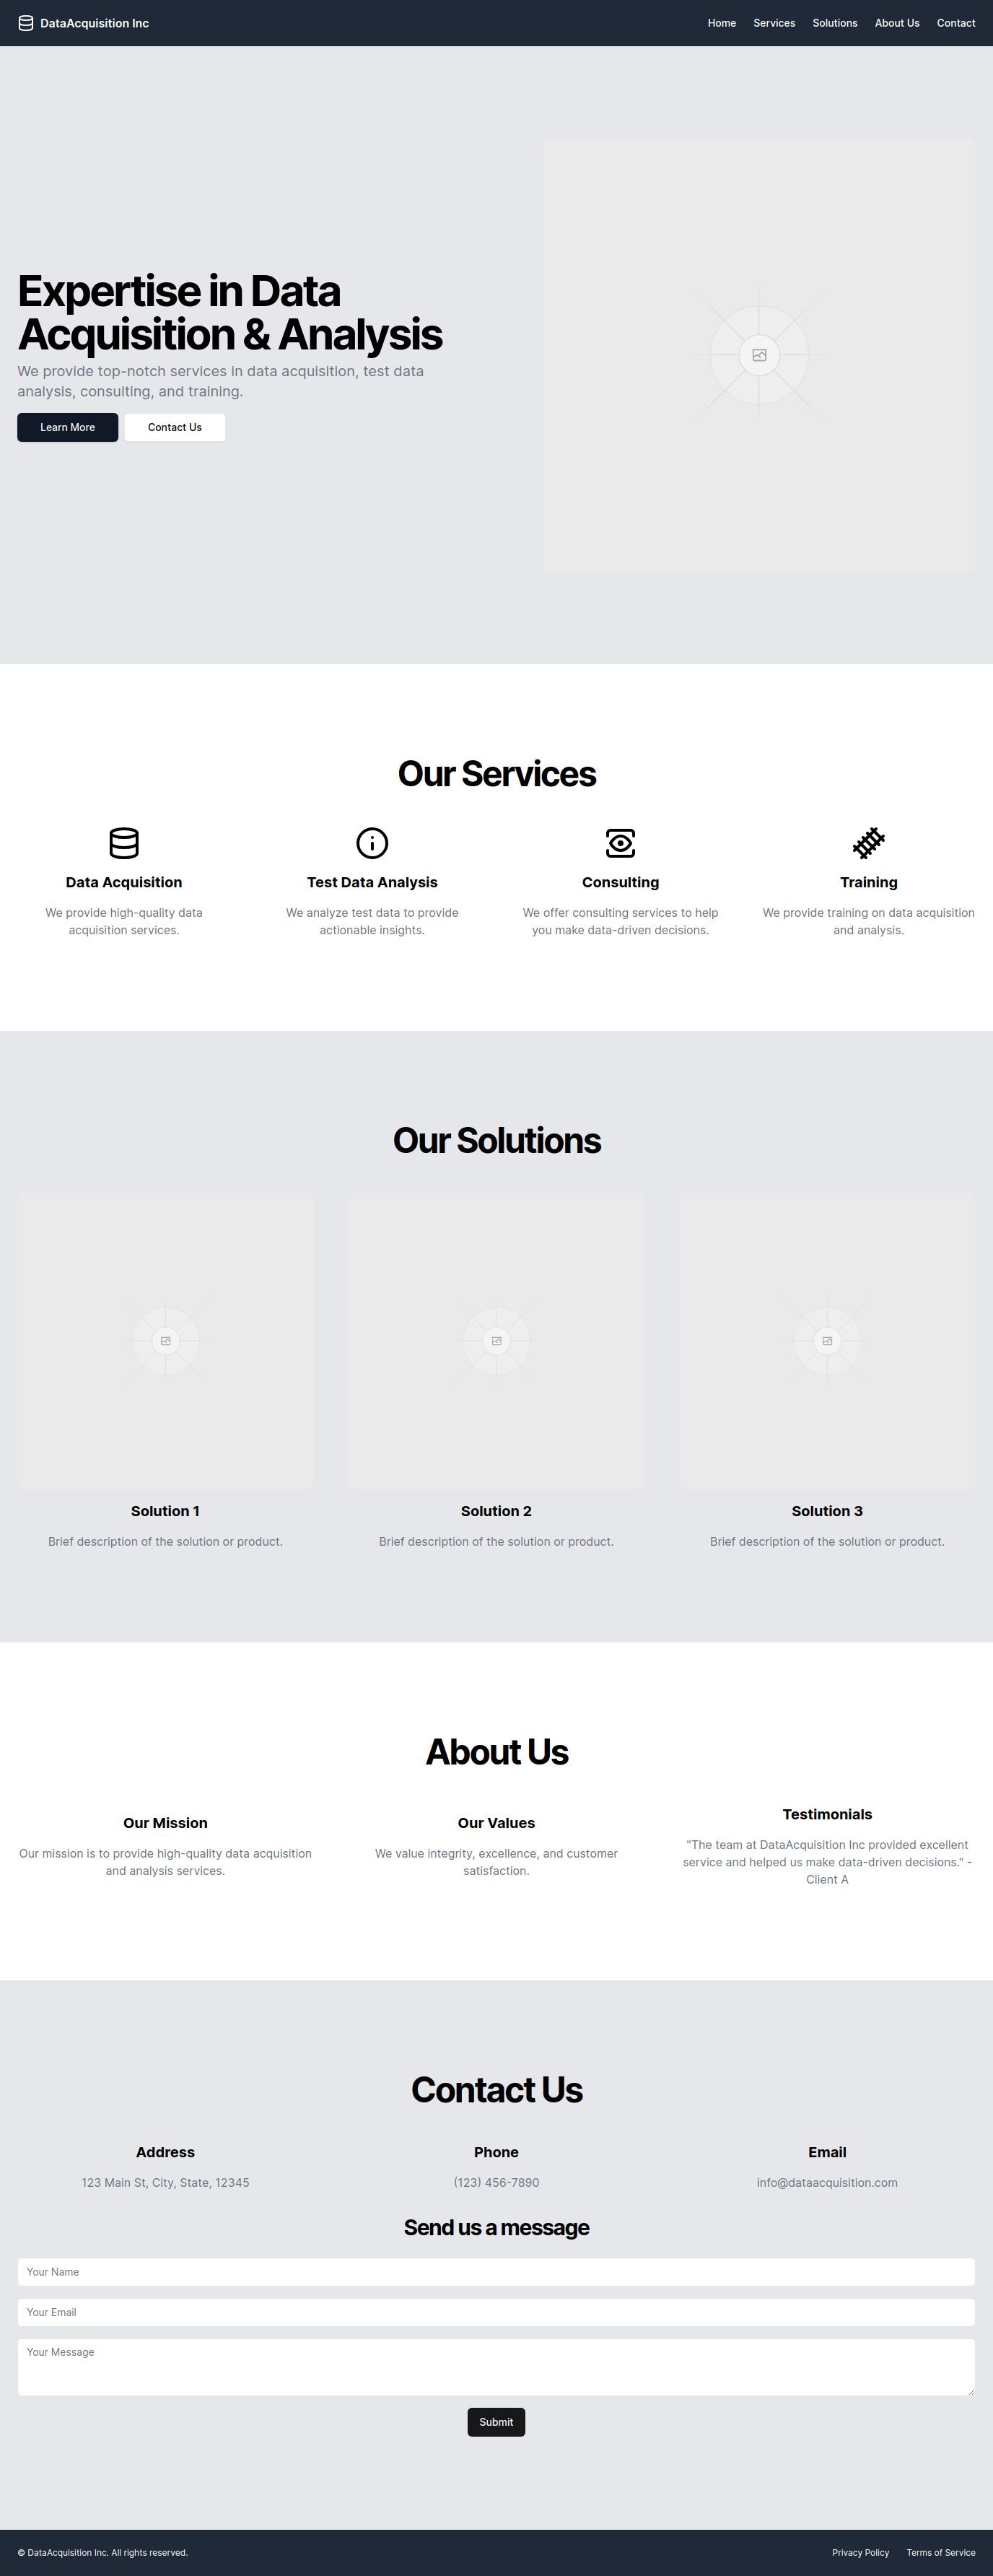 DataAcquisition Inc
Home Services Solutions About Us Contact
Expertise in Data
Acquisition & Analysis
We provide top-notch services in data acquisition, test data
analysis, consulting, and training.
Learn More Contact Us
Our Services
Data Acquisition
We provide high-quality data
acquisition services.
Test Data Analysis
We analyze test data to provide
actionable insights.
Consulting
We offer consulting services to help
you make data-driven decisions.
Training
We provide training on data acquisition
and analysis.
Our Solutions
Solution 1
Brief description of the solution or product.
Solution 2
Brief description of the solution or product.
Solution 3
Brief description of the solution or product.
About Us
Our Mission
Our mission is to provide high-quality data acquisition
and analysis services.
Our Values
We value integrity, excellence, and customer
satisfaction.
Testimonials
"The team at DataAcquisition Inc provided excellent
service and helped us make data-driven decisions." -
Client A
Contact Us
Address
123 Main St, City, State, 12345
Phone
(123) 456-7890
Email
info@dataacquisition.com
Send us a message
Your Name
Your Email
Your Message
Submit
© DataAcquisition Inc. All rights reserved.
Privacy Policy Terms of Service